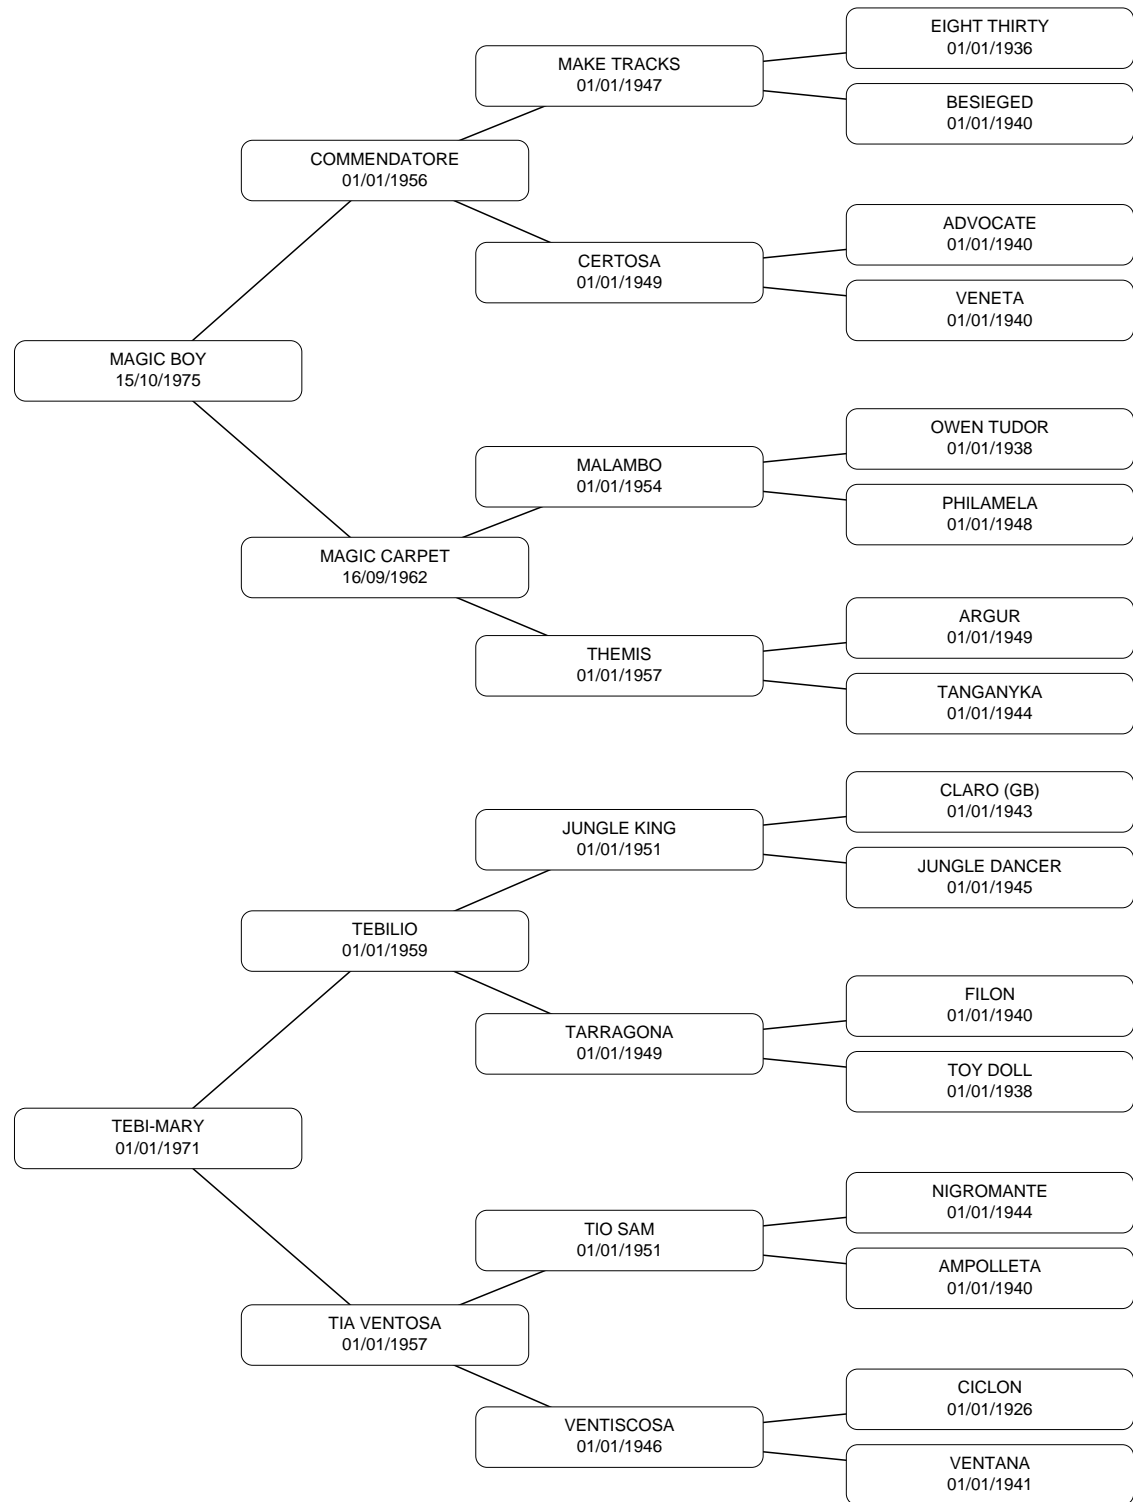 EIGHT THIRTY
01/01/1936
MAKE TRACKS
01/01/1947
BESIEGED
01/01/1940
COMMENDATORE
01/01/1956
ADVOCATE
01/01/1940
CERTOSA
01/01/1949
VENETA
01/01/1940
MAGIC BOY
15/10/1975
OWEN TUDOR
01/01/1938
MALAMBO
01/01/1954
PHILAMELA
01/01/1948
MAGIC CARPET
16/09/1962
ARGUR
01/01/1949
THEMIS
01/01/1957
TANGANYKA
01/01/1944
CLARO (GB)
01/01/1943
JUNGLE KING
01/01/1951
JUNGLE DANCER
01/01/1945
TEBILIO
01/01/1959
FILON
01/01/1940
TARRAGONA
01/01/1949
TOY DOLL
01/01/1938
TEBI-MARY
01/01/1971
NIGROMANTE
01/01/1944
TIO SAM
01/01/1951
AMPOLLETA
01/01/1940
TIA VENTOSA
01/01/1957
CICLON
01/01/1926
VENTISCOSA
01/01/1946
VENTANA
01/01/1941